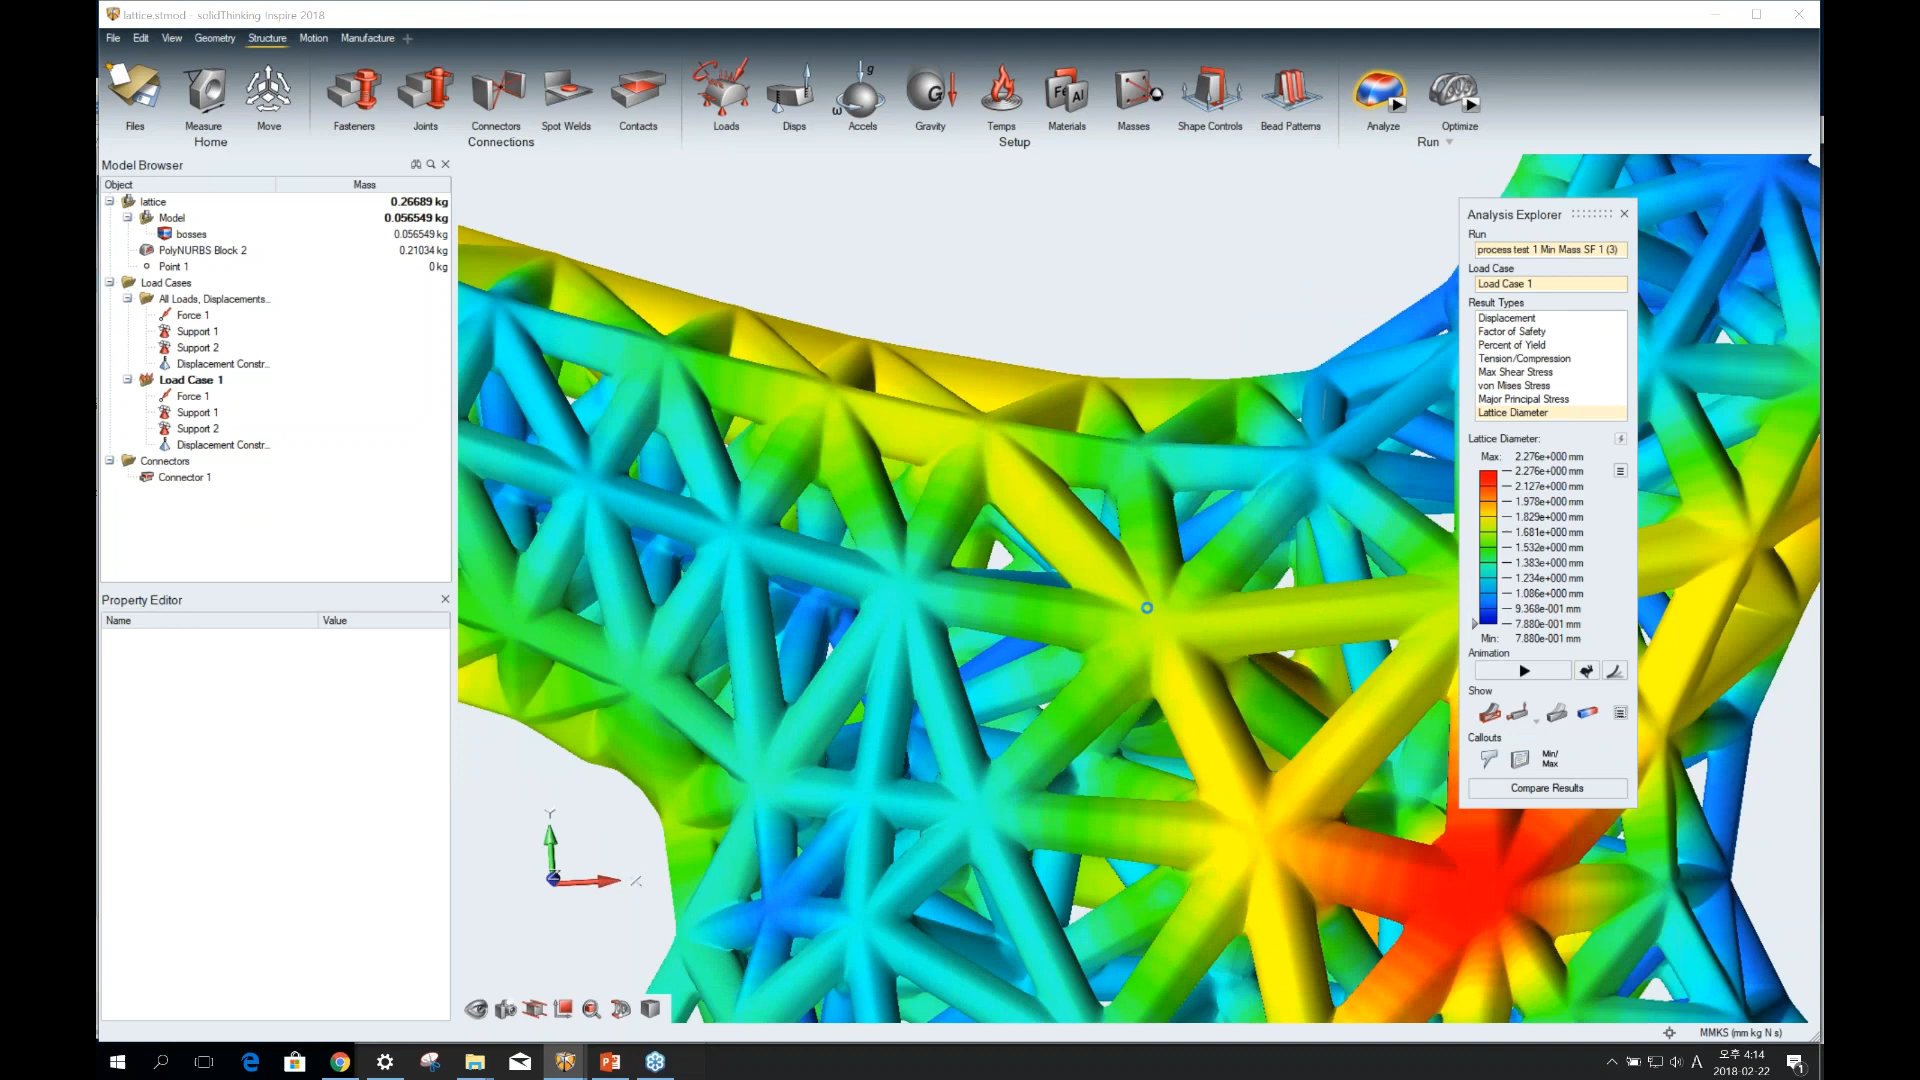 lattice.stmod - solidThinking Inspire 2018
File Edit View Geometry Structure Motion Manufacture
Files Measure Move Fasteners Joints Connectors Spot Welds Contacts Loads Disps Accels Gravity Temps Materials Masses Shape Controls Bead Patterns Analyze Optimize
Home Connections Setup Run
g
ω
G
Fe
Al
Model Browser
Object Mass
lattice 0.26689 kg
Model 0.056549 kg
bosses 0.056549 kg
PolyNURBS Block 2 0.21034 kg
Point 1 0 kg
Load Cases
All Loads, Displacements...
Force 1
Support 1
Support 2
Displacement Constr...
Load Case 1
Force 1
Support 1
Support 2
Displacement Constr...
Connectors
Connector 1
Property Editor
Name Value
Y
X
Analysis Explorer
Run
process test 1 Min Mass SF 1 (3)
Load Case
Load Case 1
Result Types
Displacement
Factor of Safety
Percent of Yield
Tension/Compression
Max Shear Stress
von Mises Stress
Major Principal Stress
Lattice Diameter
Lattice Diameter:
Max: 2.276e+000 mm
2.276e+000 mm
2.127e+000 mm
1.978e+000 mm
1.829e+000 mm
1.681e+000 mm
1.532e+000 mm
1.383e+000 mm
1.234e+000 mm
1.086e+000 mm
9.368e-001 mm
7.880e-001 mm
Min: 7.880e-001 mm
Animation
Show
Callouts
Min/
Max
Compare Results
MMKS (mm kg N s)
A
오후 4:14
2018-02-22
1